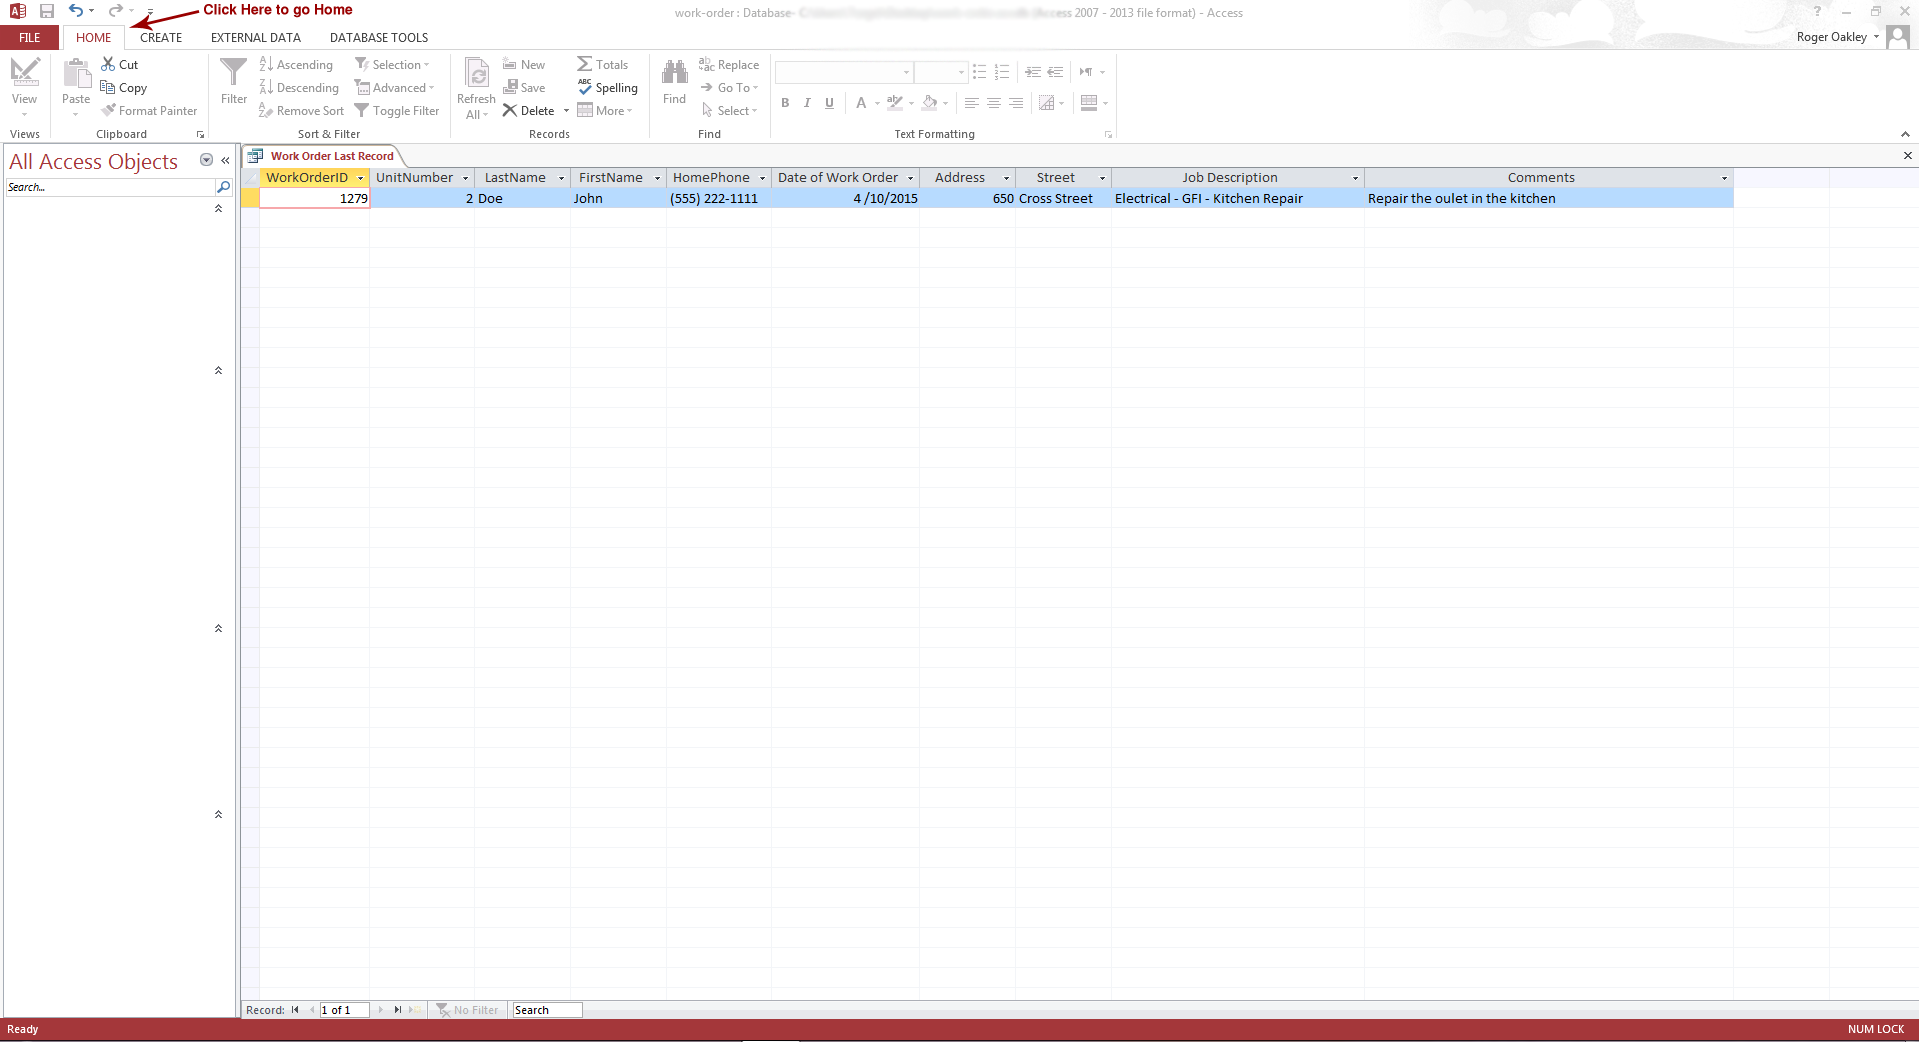 Click Here to go Home
work-order : Database- 2007 - 2013 file format) - Access
?
FILE HOME CREATE EXTERNAL DATA DATABASE TOOLS
Roger Oakley
View
Views
Paste
Cut
Copy
Format Painter
Clipboard
Filter
Ascending
Descending
Remove Sort
Selection
Advanced
Toggle Filter
Sort & Filter
Refresh
All
New
Save
Delete
Totals
ABC Spelling
More
Records
Find
Replace
Go To
Select
Find
B I U A
Text Formatting
All Access Objects
Search...
Work Order Last Record
WorkOrderID UnitNumber LastName FirstName HomePhone Date of Work Order Address Street Job Description Comments
1279 2 Doe John (555) 222-1111 4 /10/2015 650 Cross Street Electrical - GFI - Kitchen Repair Repair the oulet in the kitchen
Record: 1 of 1 No Filter Search
Ready
NUM LOCK